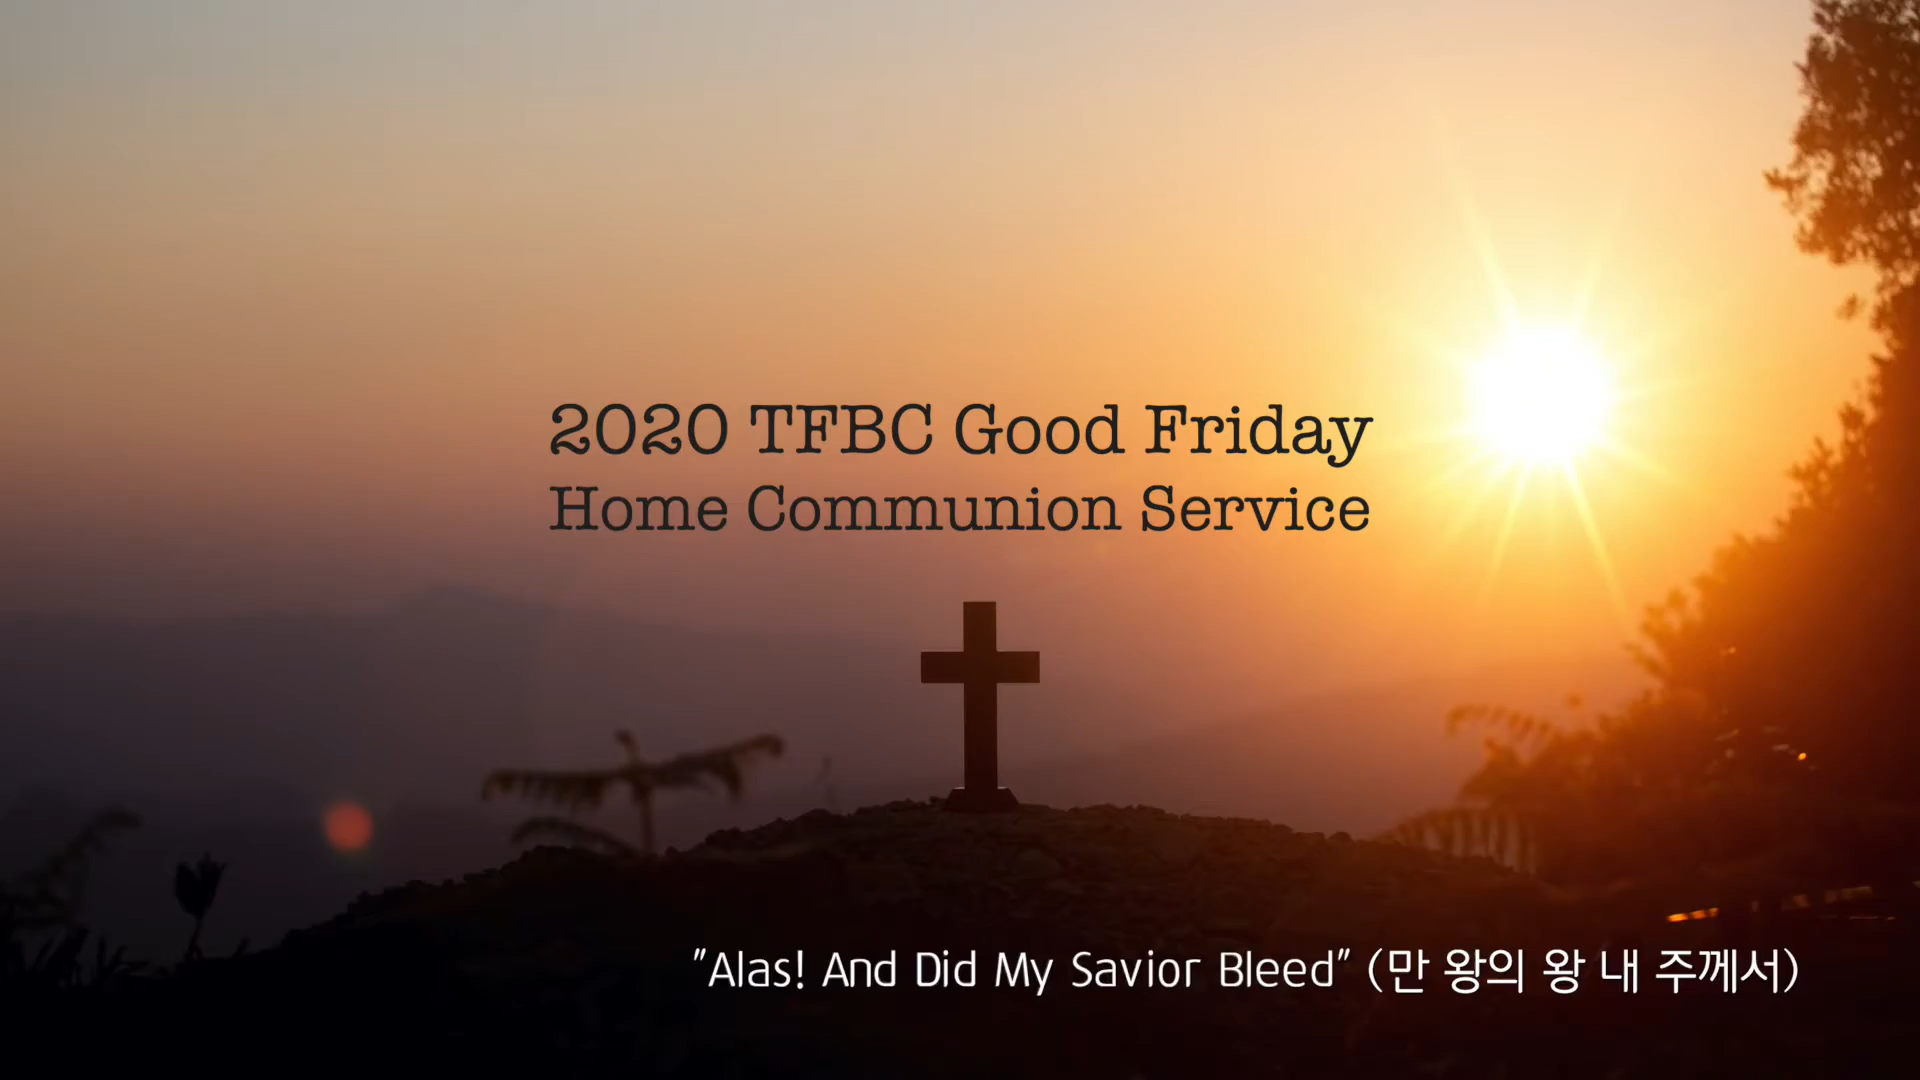 2020 TFBC Good Friday
Home Communion Service
"Alas! And Did My Savior Bleed" (만 왕의 왕 내 주께서)